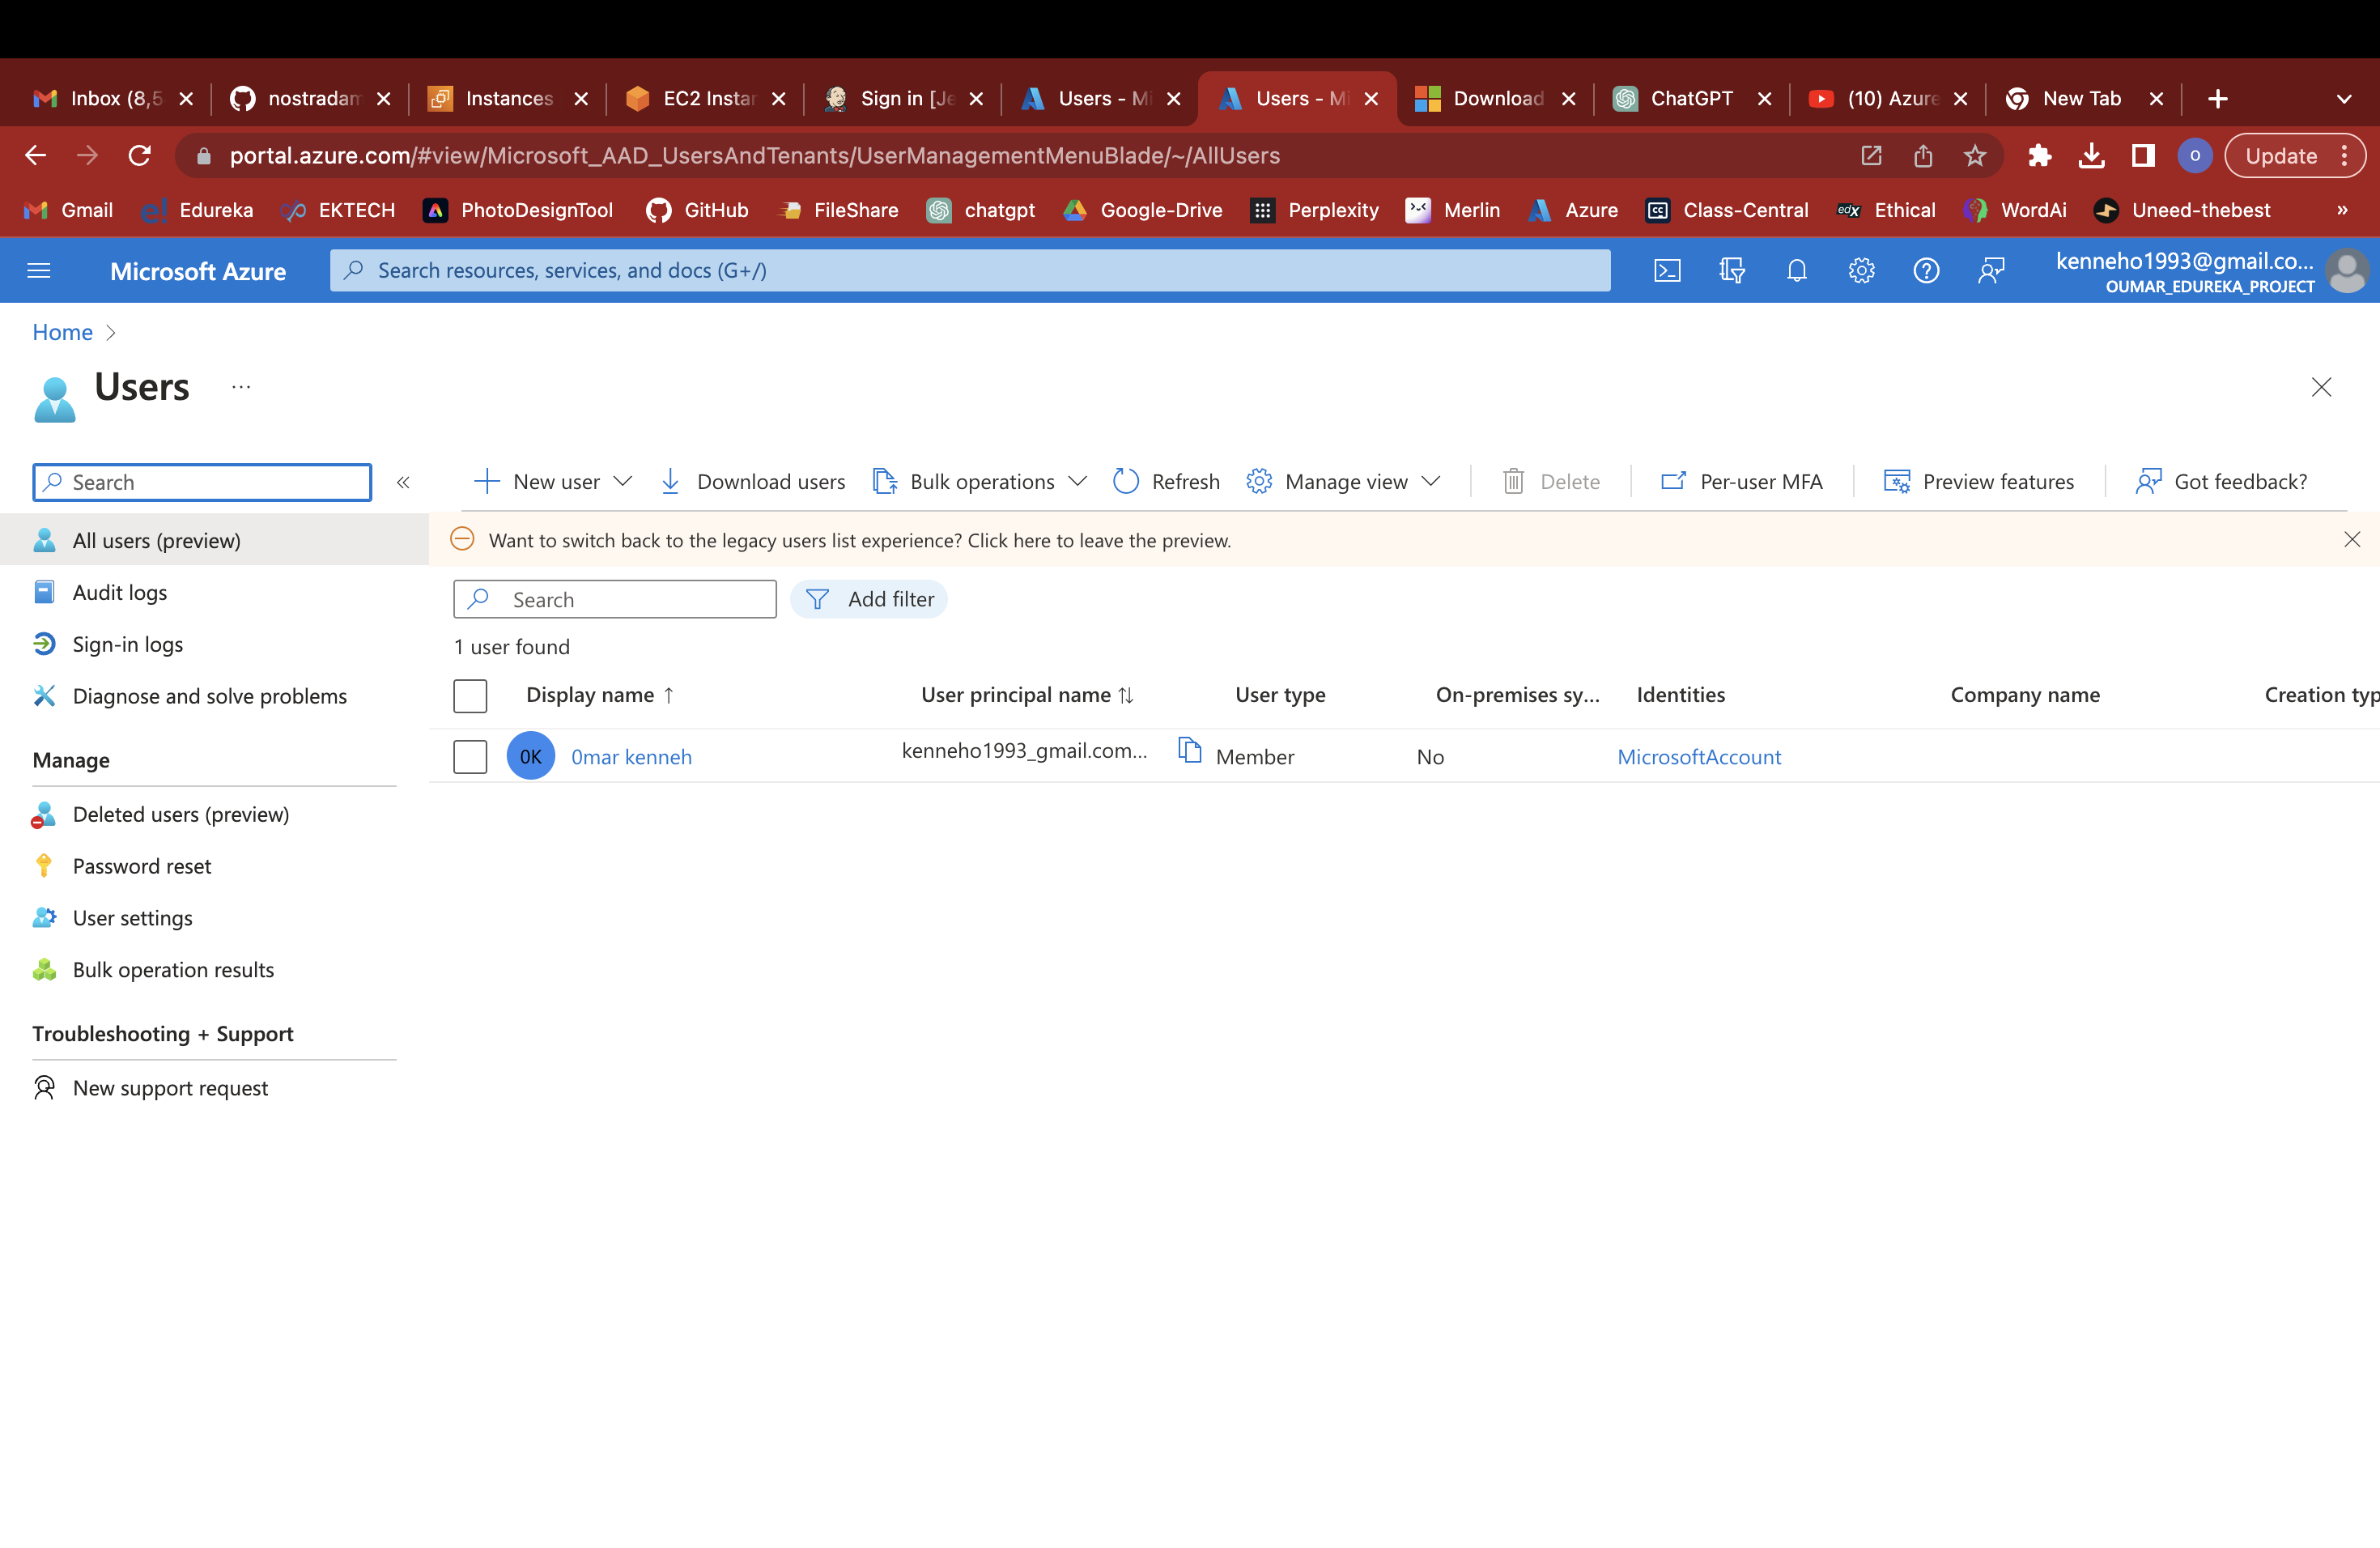 Inbox (8,5
nostradam
Instances
EC2 Instan
Sign in [Je
Users - Mi
Users - Mi
Download
ChatGPT
(10) Azure
New Tab
portal.azure.com/#view/Microsoft_AAD_UsersAndTenants/UserManagementMenuBlade/~/AllUsers
O
Update
Gmail
e!
Edureka
EKTECH
PhotoDesignTool
GitHub
FileShare
chatgpt
Google-Drive
Perplexity
Merlin
Azure
CC
Class-Central
edX
Ethical
WordAi
Uneed-thebest
»
Microsoft Azure
Search resources, services, and docs (G+/)
kenneho1993@gmail.co...
OUMAR_EDUREKA_PROJECT
Home
Users
...
Search
«
New user
Download users
Bulk operations
Refresh
Manage view
Delete
Per-user MFA
Preview features
Got feedback?
All users (preview)
Audit logs
Sign-in logs
Diagnose and solve problems
Manage
Deleted users (preview)
Password reset
User settings
Bulk operation results
Troubleshooting + Support
New support request
Want to switch back to the legacy users list experience? Click here to leave the preview.
Search
Add filter
1 user found
Display name ↑
User principal name ↑↓
User type
On-premises sy...
Identities
Company name
Creation typ
0K
0mar kenneh
kenneho1993_gmail.com...
Member
No
MicrosoftAccount